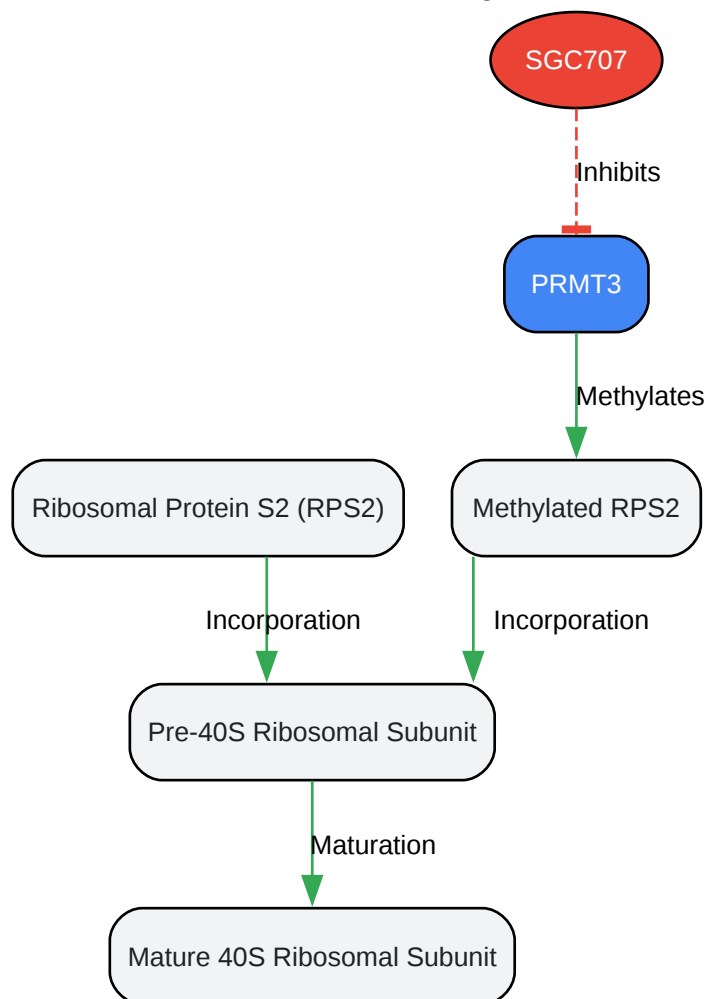 SGC707
Inhibits
PRMT3
Methylates
Ribosomal Protein S2 (RPS2)
Methylated RPS2
Incorporation
Incorporation
Pre-40S Ribosomal Subunit
Maturation
Mature 40S Ribosomal Subunit